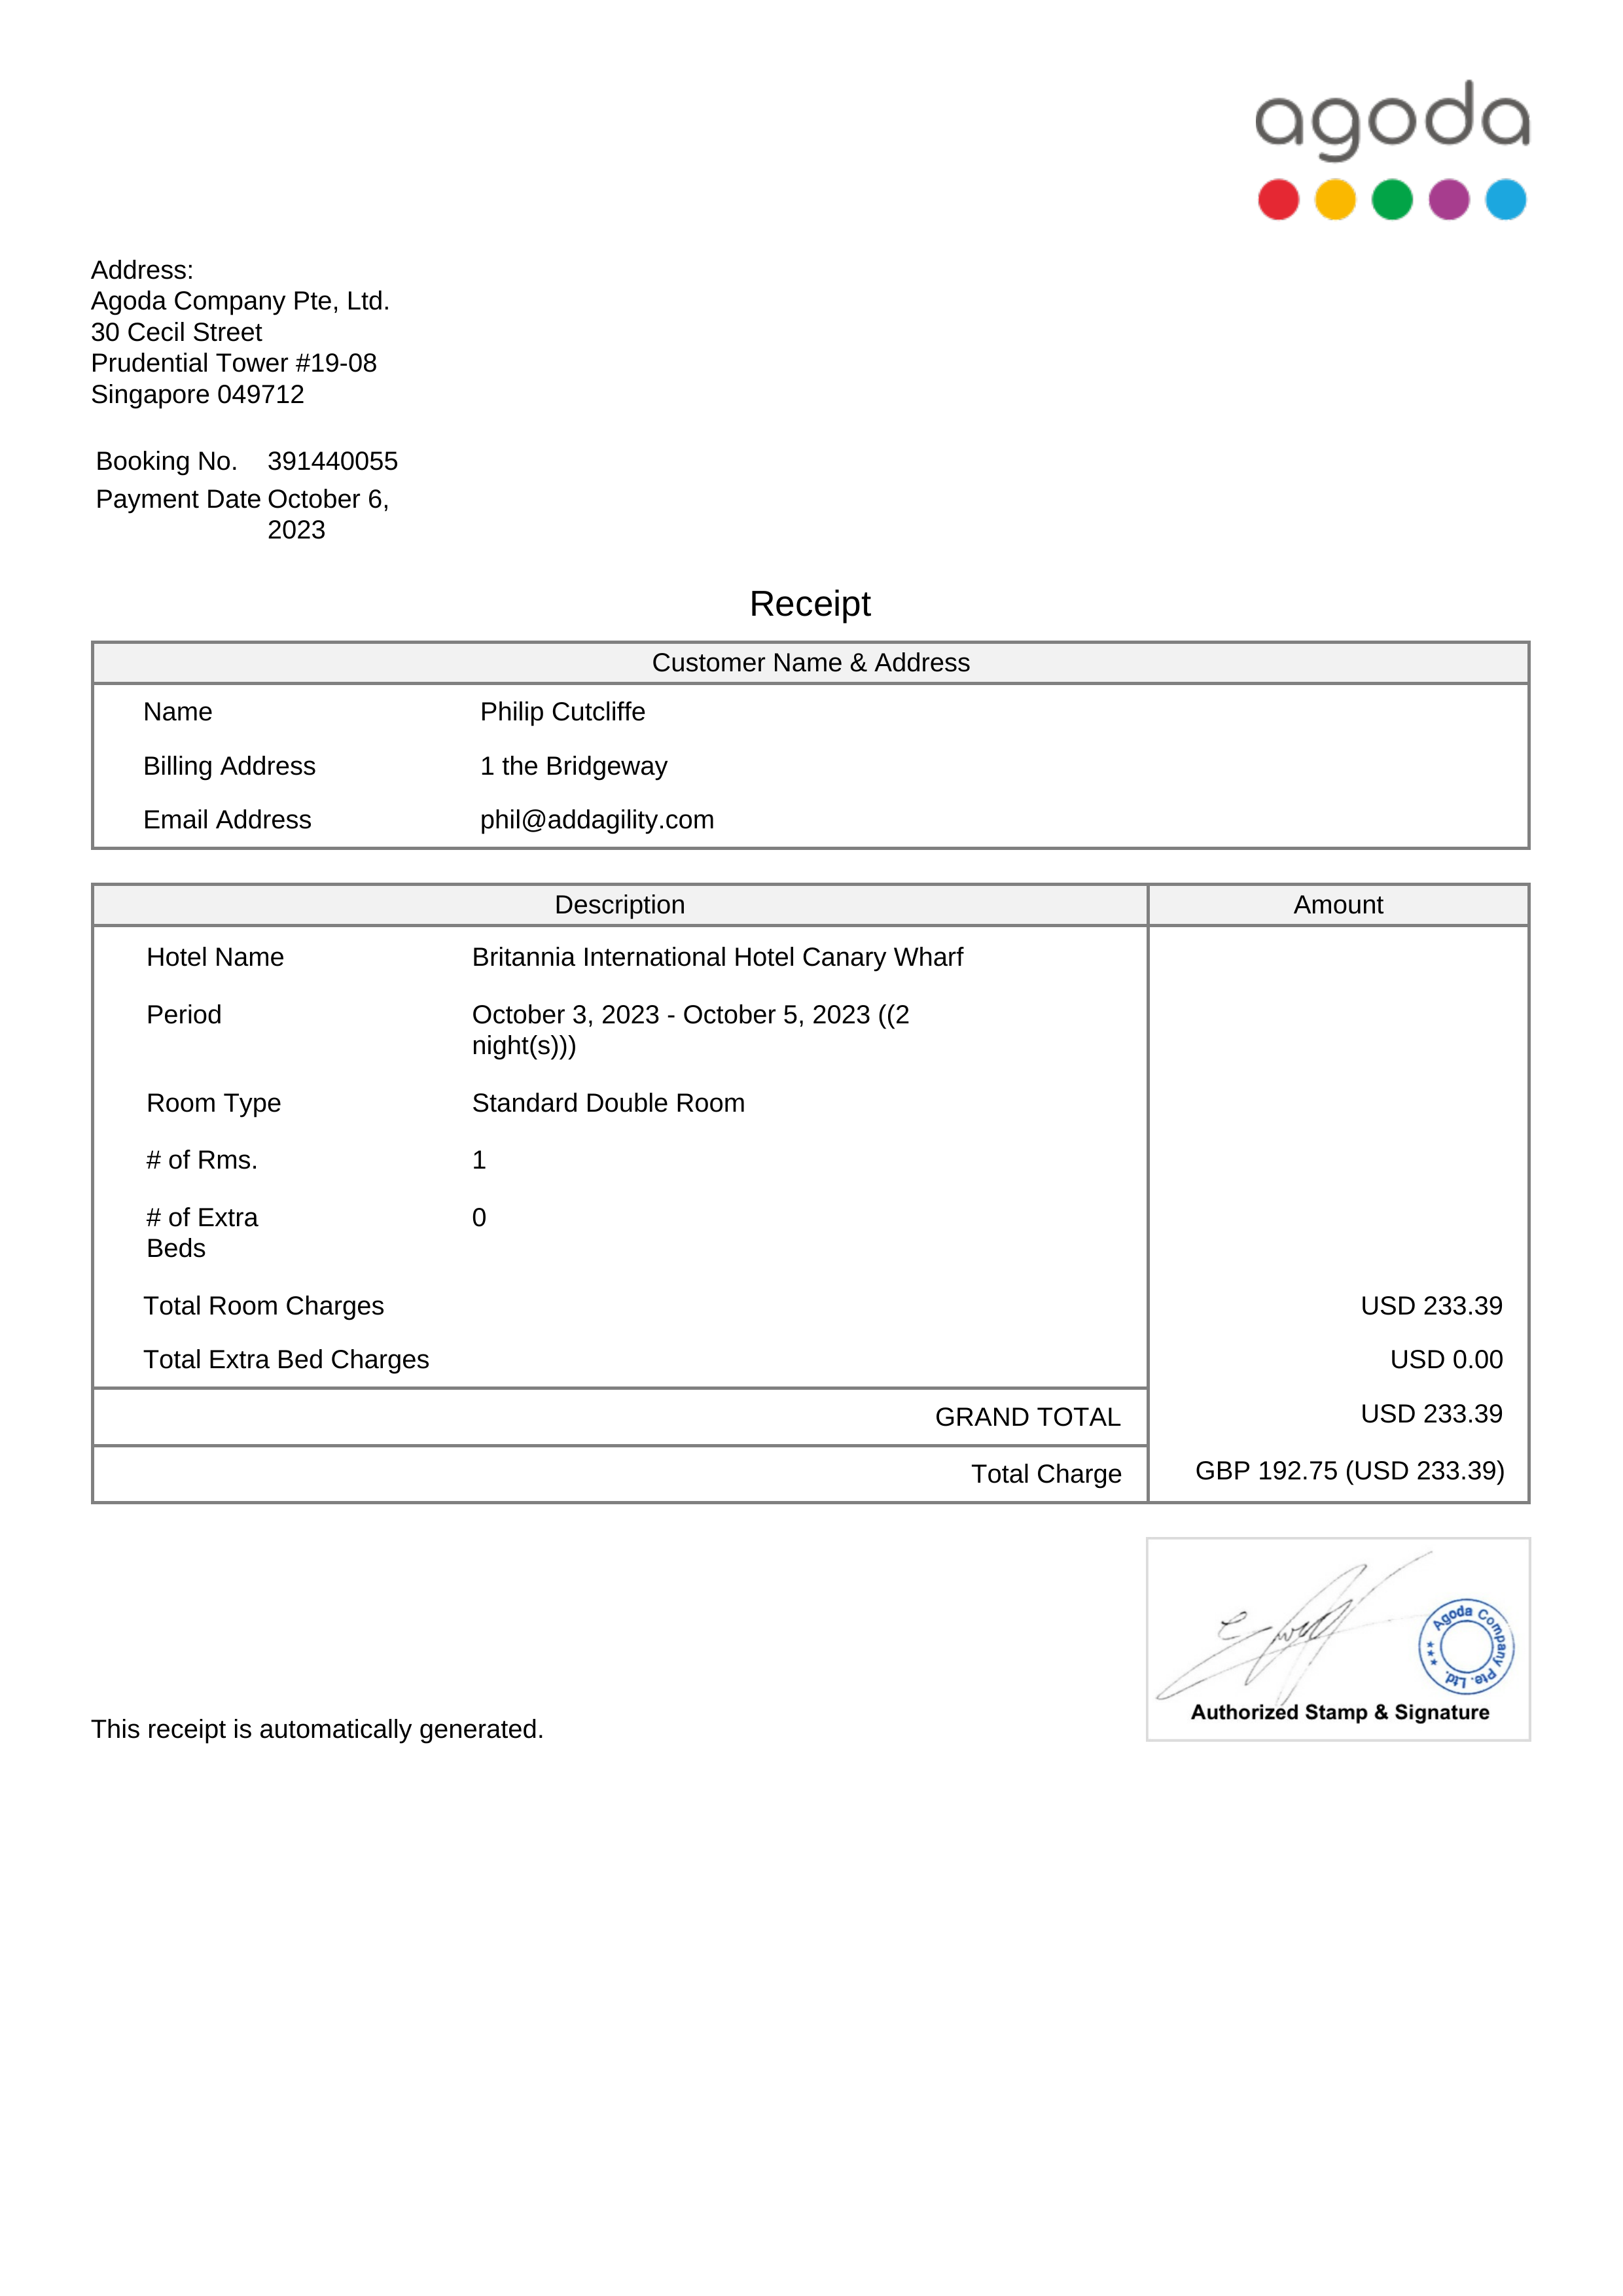 agoda
Address:
Agoda Company Pte, Ltd.
30 Cecil Street
Prudential Tower #19-08
Singapore 049712
Booking No. 391440055
Payment Date October 6,
2023
Receipt
Customer Name & Address
Name Philip Cutcliffe
Billing Address 1 the Bridgeway
Email Address phil@addagility.com
Description Amount
Hotel Name Britannia International Hotel Canary Wharf
Period October 3, 2023 - October 5, 2023 ((2
night(s)))
Room Type Standard Double Room
# of Rms. 1
# of Extra 0
Beds
Total Room Charges USD 233.39
Total Extra Bed Charges USD 0.00
GRAND TOTAL USD 233.39
Total Charge GBP 192.75 (USD 233.39)
Agoda Company Pte. Ltd.
Authorized Stamp & Signature
This receipt is automatically generated.